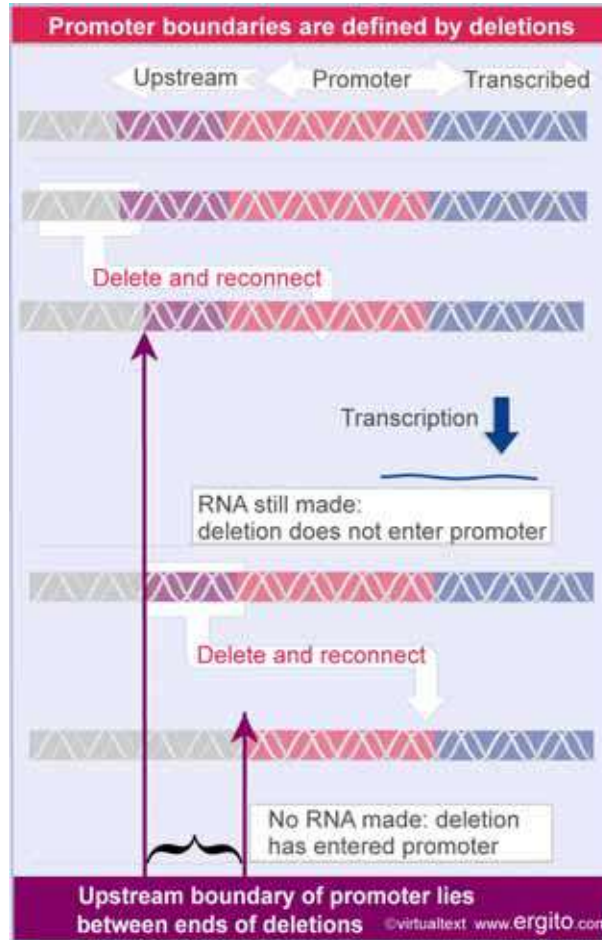 Promoter boundaries are defined by deletions
Upstream Promoter Transcribed
Delete and reconnect
Transcription
RNA still made:
deletion does not enter promoter
Delete and reconnect
No RNA made: deletion
has entered promoter
Upstream boundary of promoter lies
between ends of deletions ©virtualtext www.ergito.com